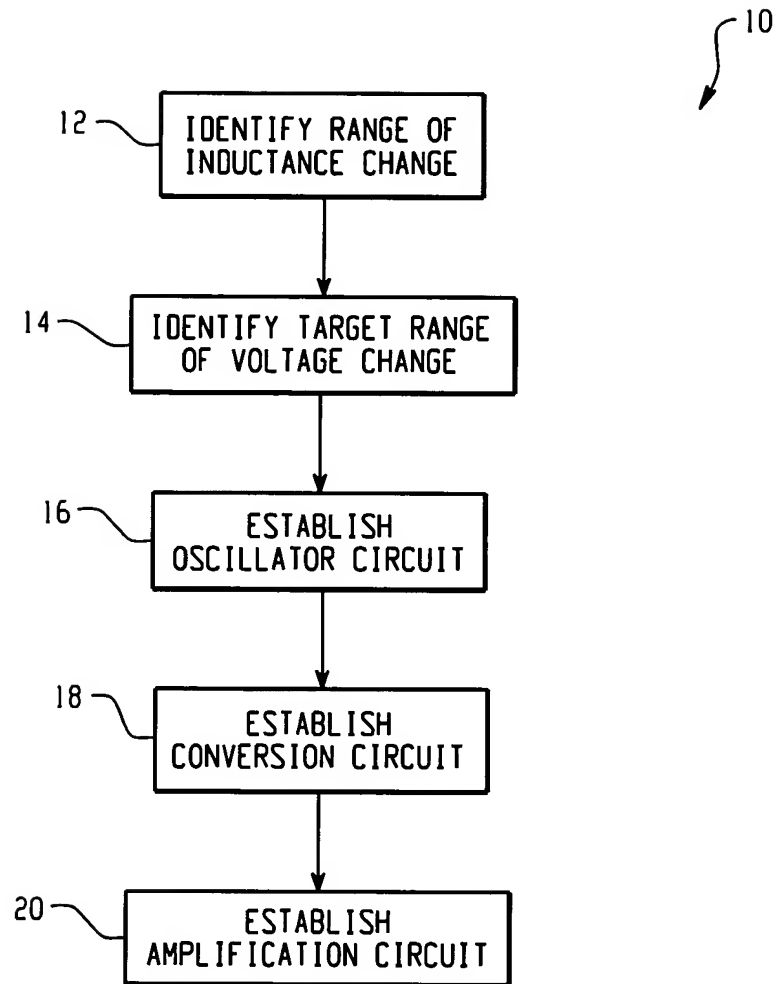 10
12
IDENTIFY RANGE OF
INDUCTANCE CHANGE
14
IDENTIFY TARGET RANGE
OF VOLTAGE CHANGE
16
ESTABLISH
OSCILLATOR CIRCUIT
18
ESTABLISH
CONVERSION CIRCUIT
20
ESTABLISH
AMPLIFICATION CIRCUIT